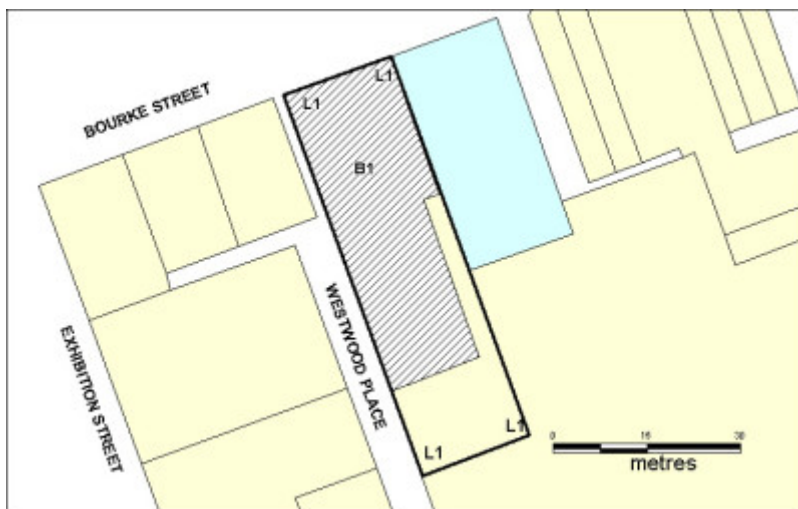 BOURKE STREET
L1
L1
B1
WESTWOOD PLACE
EXHIBITION STREET
L1
L1
0 15 30
metres